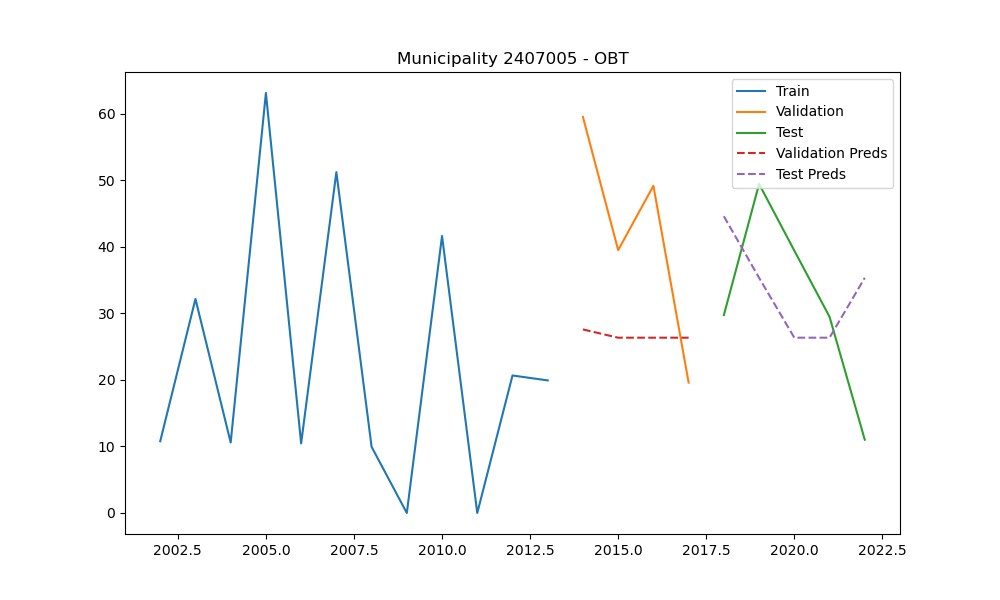 Municipality 2407005 - OBT
Train
Validation
Test
Validation Preds
Test Preds
60
50
40
30
20
10
0
2002.5 2005.0 2007.5 2010.0 2012.5 2015.0 2017.5 2020.0 2022.5